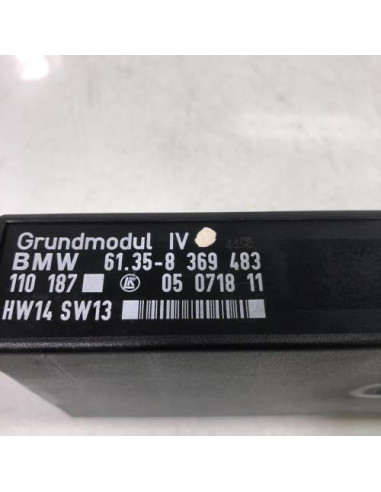 Grundmodul IV
BMW 61.35-8 369 483
110 187 05 0718 11
HW14 SW13